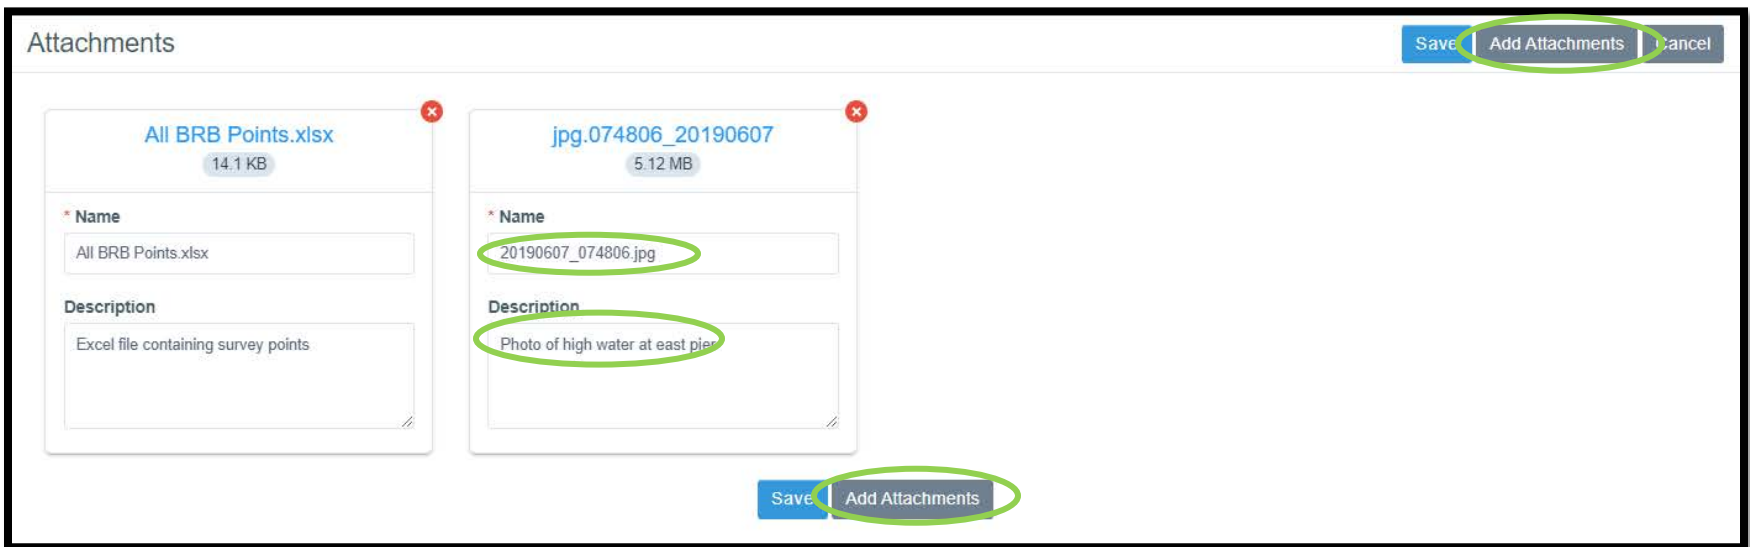 Attachments
Save Add Attachments Cancel
All BRB Points.xlsx
14.1 KB
* Name
All BRB Points.xlsx
Description
Excel file containing survey points
jpg.074806_20190607
5.12 MB
* Name
20190607_074806.jpg
Description
Photo of high water at east pier
Save Add Attachments